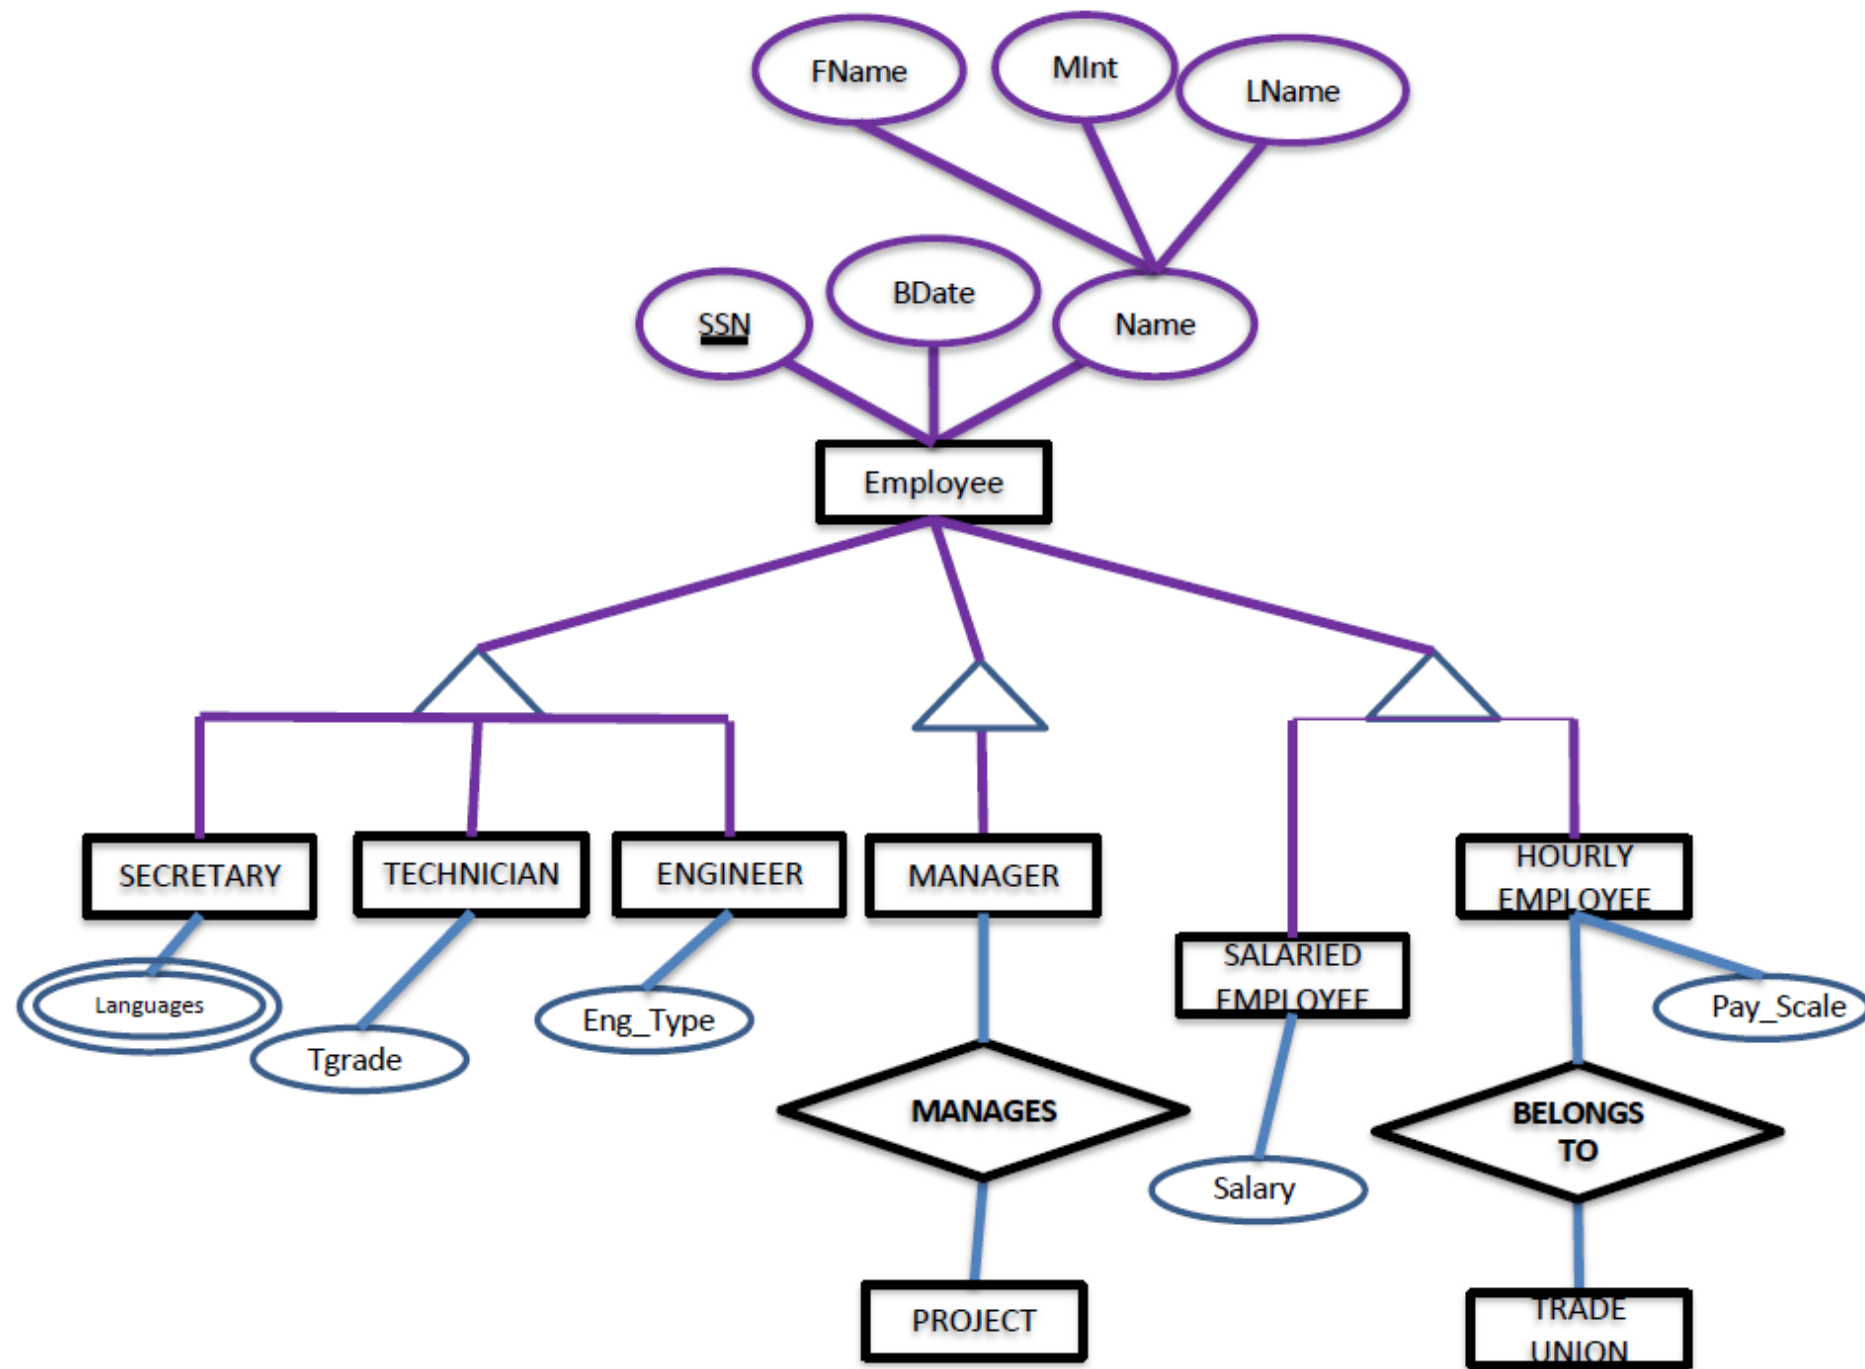 FName
MInt
LName
SSN
BDate
Name
Employee
SECRETARY
TECHNICIAN
ENGINEER
MANAGER
HOURLY
EMPLOYEE
SALARIED
EMPLOYEE
Languages
Tgrade
Eng_Type
Pay_Scale
MANAGES
BELONGS
TO
Salary
PROJECT
TRADE
UNION